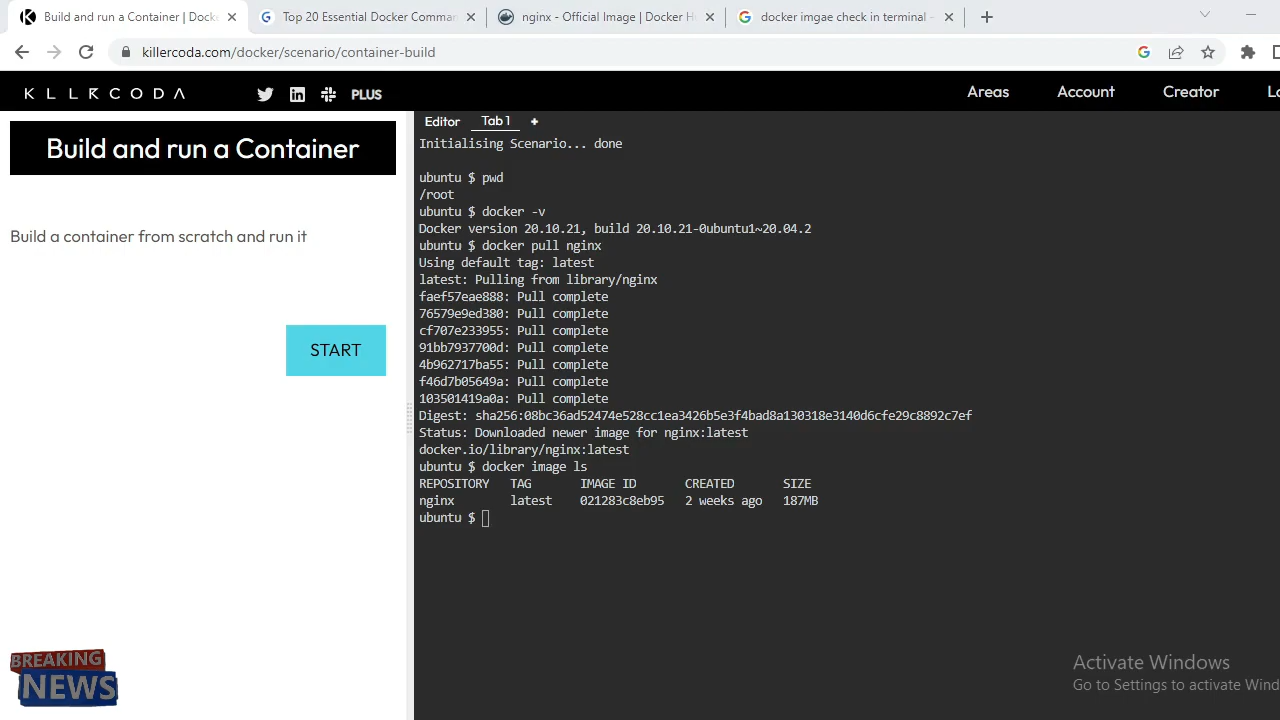 Build and run a Container | Docke
Top 20 Essential Docker Comman
nginx - Official Image | Docker H
docker imgae check in terminal -
killercoda.com/docker/scenario/container-build
KLLRCODA
PLUS
Areas
Account
Creator
Build and run a Container
Build a container from scratch and run it
START
Editor
Tab 1
+
Initialising Scenario... done
ubuntu $ pwd
/root
ubuntu $ docker -v
Docker version 20.10.21, build 20.10.21-0ubuntu1~20.04.2
ubuntu $ docker pull nginx
Using default tag: latest
latest: Pulling from library/nginx
faef57eae888: Pull complete
76579e9ed380: Pull complete
cf707e233955: Pull complete
91bb7937700d: Pull complete
4b962717ba55: Pull complete
f46d7b05649a: Pull complete
103501419a0a: Pull complete
Digest: sha256:08bc36ad52474e528cc1ea3426b5e3f4bad8a130318e3140d6cfe29c8892c7ef
Status: Downloaded newer image for nginx:latest
docker.io/library/nginx:latest
ubuntu $ docker image ls
REPOSITORY TAG IMAGE ID CREATED SIZE
nginx latest 021283c8eb95 2 weeks ago 187MB
ubuntu $
BREAKING
NEWS
Activate Windows
Go to Settings to activate Wind